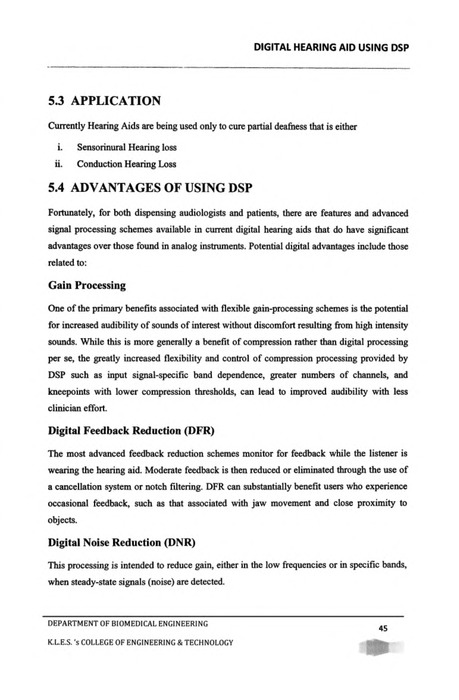 DIGITAL HEARING AID USING DSP
5.3 APPLICATION
Currently Hearing Aids are being used only to cure partial deafness that is either
i. Sensorinural Hearing loss
ii. Conduction Hearing Loss
5.4 ADVANTAGES OF USING DSP
Fortunately, for both dispensing audiologists and patients, there are features and advanced
signal processing schemes available in current digital hearing aids that do have significant
advantages over those found in analog instruments. Potential digital advantages include those
related to:
Gain Processing
One of the primary benefits associated with flexible gain-processing schemes is the potential
for increased audibility of sounds of interest without discomfort resulting from high intensity
sounds. While this is more generally a benefit of compression rather than digital processing
per se, the greatly increased flexibility and control of compression processing provided by
DSP such as input signal-specific band dependence, greater numbers of channels, and
kneepoints with lower compression thresholds, can lead to improved audibility with less
clinician effort.
Digital Feedback Reduction (DFR)
The most advanced feedback reduction schemes monitor for feedback while the listener is
wearing the hearing aid. Moderate feedback is then reduced or eliminated through the use of
a cancellation system or notch filtering. DFR can substantially benefit users who experience
occasional feedback, such as that associated with jaw movement and close proximity to
objects.
Digital Noise Reduction (DNR)
This processing is intended to reduce gain, either in the low frequencies or in specific bands,
when steady-state signals (noise) are detected.
DEPARTMENT OF BIOMEDICAL ENGINEERING
45
K.L.E.S. 's COLLEGE OF ENGINEERING & TECHNOLOGY